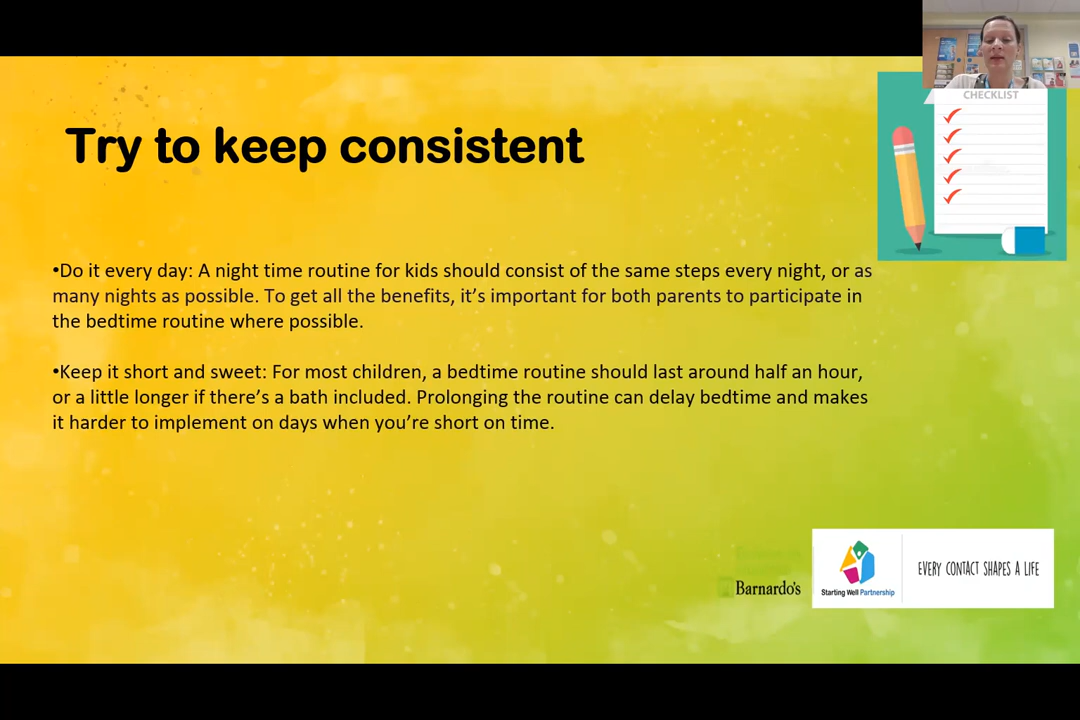 CHECKLIST
Try to keep consistent
•Do it every day: A night time routine for kids should consist of the same steps every night, or as
many nights as possible. To get all the benefits, it’s important for both parents to participate in
the bedtime routine where possible.
•Keep it short and sweet: For most children, a bedtime routine should last around half an hour,
or a little longer if there’s a bath included. Prolonging the routine can delay bedtime and makes
it harder to implement on days when you’re short on time.
Barnardo's
Starting Well Partnership
EVERY CONTACT SHAPES A LIFE